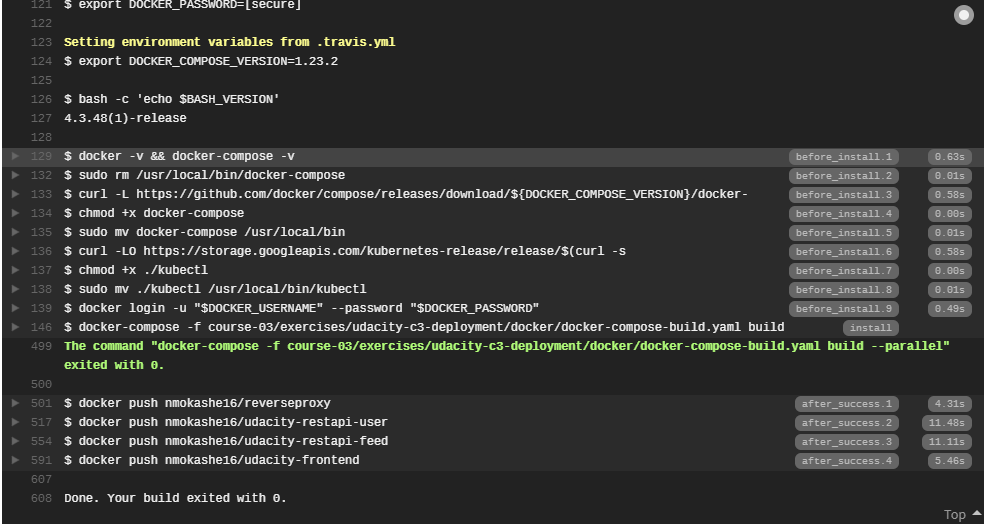 121 $ export DOCKER_PASSWORD=[secure]
122
123 Setting environment variables from .travis.yml
124 $ export DOCKER_COMPOSE_VERSION=1.23.2
125
126 $ bash -c 'echo $BASH_VERSION'
127 4.3.48(1)-release
128
129 $ docker -v && docker-compose -v before_install.1 0.63s
132 $ sudo rm /usr/local/bin/docker-compose before_install.2 0.01s
133 $ curl -L https://github.com/docker/compose/releases/download/${DOCKER_COMPOSE_VERSION}/docker- before_install.3 0.58s
134 $ chmod +x docker-compose before_install.4 0.00s
135 $ sudo mv docker-compose /usr/local/bin before_install.5 0.01s
136 $ curl -LO https://storage.googleapis.com/kubernetes-release/release/$(curl -s before_install.6 0.58s
137 $ chmod +x ./kubectl before_install.7 0.00s
138 $ sudo mv ./kubectl /usr/local/bin/kubectl before_install.8 0.01s
139 $ docker login -u "$DOCKER_USERNAME" --password "$DOCKER_PASSWORD" before_install.9 0.49s
146 $ docker-compose -f course-03/exercises/udacity-c3-deployment/docker/docker-compose-build.yaml build install
499 The command "docker-compose -f course-03/exercises/udacity-c3-deployment/docker/docker-compose-build.yaml build --parallel"
exited with 0.
500
501 $ docker push nmokashe16/reverseproxy after_success.1 4.31s
517 $ docker push nmokashe16/udacity-restapi-user after_success.2 11.48s
554 $ docker push nmokashe16/udacity-restapi-feed after_success.3 11.11s
591 $ docker push nmokashe16/udacity-frontend after_success.4 5.46s
607
608 Done. Your build exited with 0.
Top